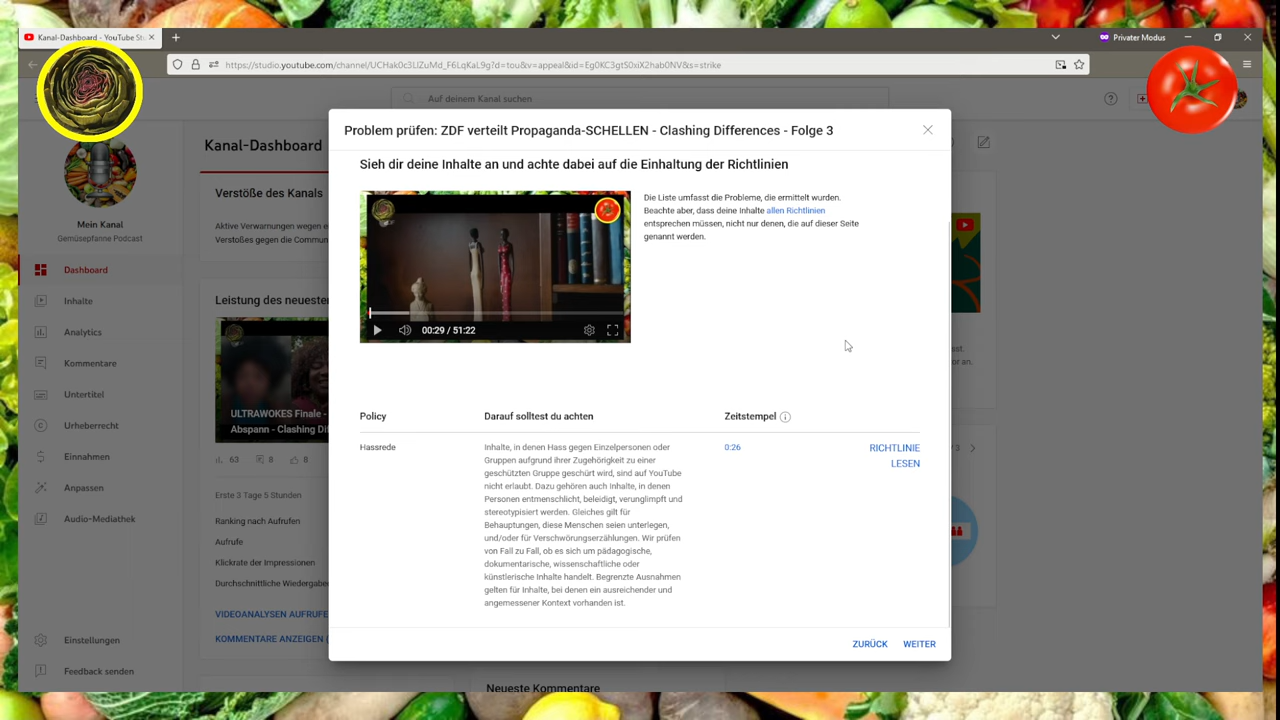 Kanal-Dashboard - YouTube St
Privater Modus
https://studio.youtube.com/channel/UCHak0c3LIZuMd_F6LqKaL9g?d=tou&v=appeal&id=Eg0KC3gtS0xiX2hab0NV&s=strike
Auf deinem Kanal suchen
Problem prüfen: ZDF verteilt Propaganda-SCHELLEN - Clashing Differences - Folge 3
Kanal-Dashboard
Sieh dir deine Inhalte an und achte dabei auf die Einhaltung der Richtlinien
Verstöße des Kanals
Die Liste umfasst die Probleme, die ermittelt wurden.
Beachte aber, dass deine Inhalte allen Richtlinien
entsprechen müssen, nicht nur denen, die auf dieser Seite
genannt werden.
Mein Kanal
Gemüsepfanne Podcast
Aktive Verwarnungen wegen e
Verstoßes gegen die Commun
Dashboard
Inhalte
Analytics
Kommentare
Untertitel
Urheberrecht
Einnahmen
Anpassen
Audio-Mediathek
Einstellungen
Feedback senden
Leistung des neuesten
00:29 / 51:22
ULTRAWOKES Finale -
Abspann - Clashing Dif
63
8
8
Erste 3 Tage 5 Stunden
Ranking nach Aufrufen
Aufrufe
Klickrate der Impressionen
Durchschnittliche Wiedergabe
VIDEOANALYSEN AUFRUFE
KOMMENTARE ANZEIGEN (
Policy
Darauf solltest du achten
Zeitstempel
Hassrede
Inhalte, in denen Hass gegen Einzelpersonen oder
Gruppen aufgrund ihrer Zugehörigkeit zu einer
geschützten Gruppe geschürt wird, sind auf YouTube
nicht erlaubt. Dazu gehören auch Inhalte, in denen
Personen entmenschlicht, beleidigt, verunglimpft und
stereotypisiert werden. Gleiches gilt für
Behauptungen, diese Menschen seien unterlegen,
und/oder für Verschwörungserzählungen. Wir prüfen
von Fall zu Fall, ob es sich um pädagogische,
dokumentarische, wissenschaftliche oder
künstlerische Inhalte handelt. Begrenzte Ausnahmen
gelten für Inhalte, bei denen ein ausreichender und
angemessener Kontext vorhanden ist.
0:26
RICHTLINIE
LESEN
ZURÜCK
WEITER
sst.
or an.
/ 3
Neueste Kommentare